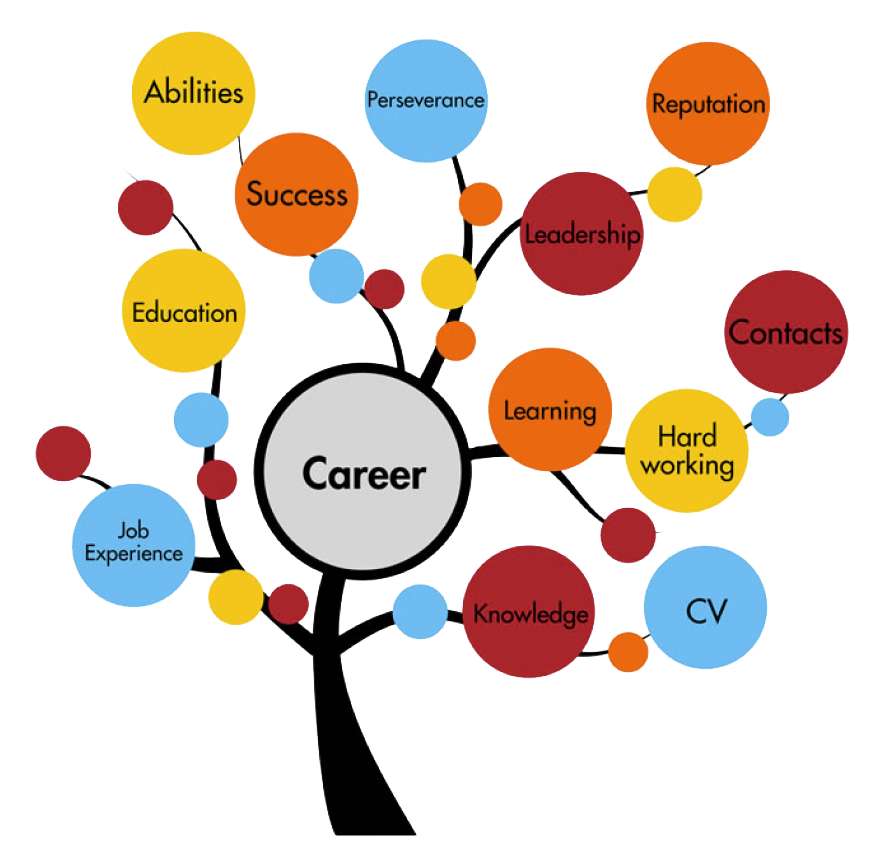 Abilities
Perseverance
Reputation
Success
Leadership
Education
Contacts
Learning
Hard
working
Career
Job
Experience
Knowledge
CV